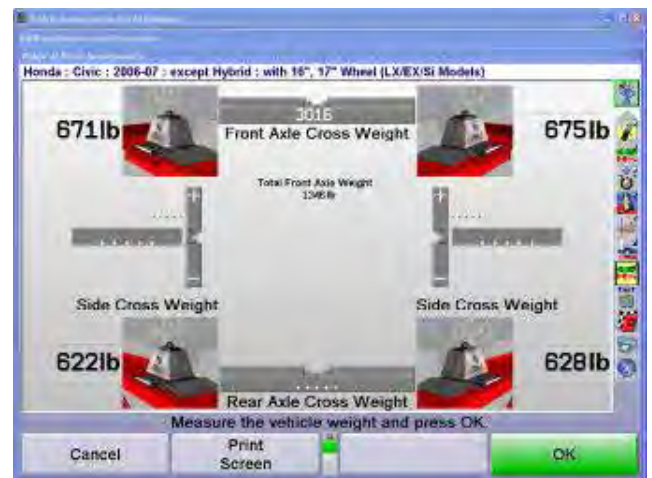 Honda : Civic : 2006-07 : except Hybrid : with 16", 17" Wheel (LX/EX/Si Models)
671lb
3016
675lb
Front Axle Cross Weight
Total Front Axle Weight
1346 lb
Side Cross Weight
Side Cross Weight
622lb
628lb
Rear Axle Cross Weight
Measure the vehicle weight and press OK.
Cancel
Print
Screen
OK